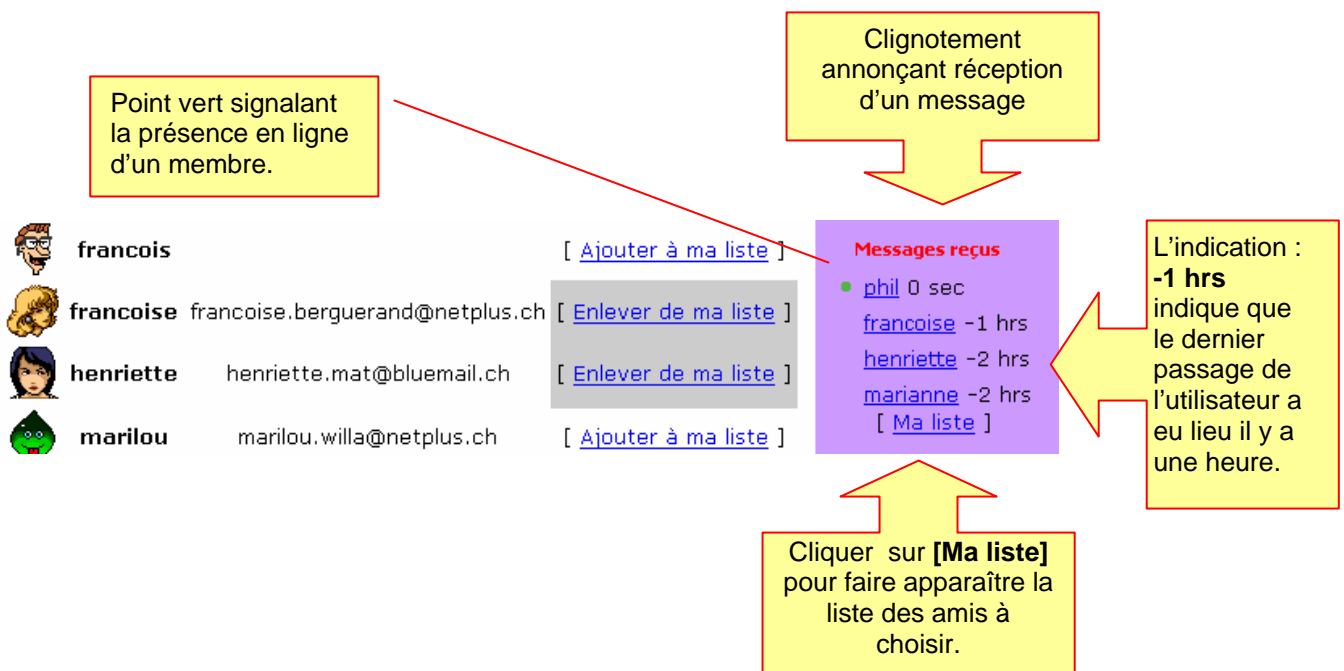 Clignotement
annonçant réception
d'un message
Point vert signalant
la présence en ligne
d'un membre.
francois [ Ajouter à ma liste ]
francoise francoise.berguerand@netplus.ch [ Enlever de ma liste ]
henriette henriette.mat@bluemail.ch [ Enlever de ma liste ]
marilou marilou.willa@netplus.ch [ Ajouter à ma liste ]
Messages reçus
phil 0 sec
francoise -1 hrs
henriette -2 hrs
marianne -2 hrs
[ Ma liste ]
L'indication :
-1 hrs
indique que
le dernier
passage de
l'utilisateur a
eu lieu il y a
une heure.
Cliquer sur [Ma liste]
pour faire apparaître la
liste des amis à
choisir.